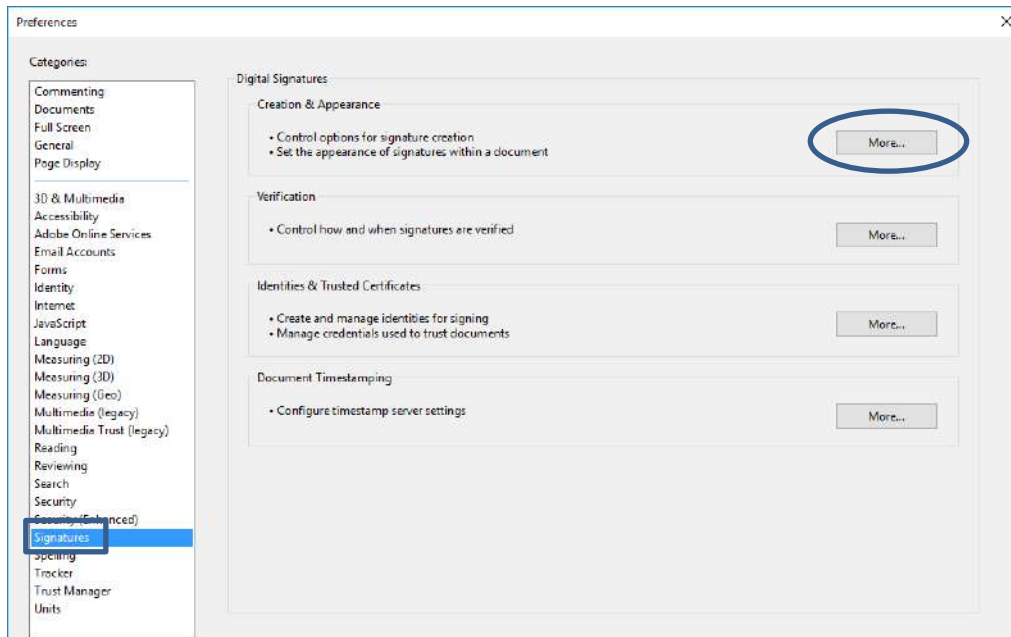 Preferences
Categories:
Commenting
Documents
Full Screen
General
Page Display
3D & Multimedia
Accessibility
Adobe Online Services
Email Accounts
Forms
Identity
Internet
JavaScript
Language
Measuring (2D)
Measuring (3D)
Measuring (Geo)
Multimedia (legacy)
Multimedia Trust (legacy)
Reading
Reviewing
Search
Security
Security (Enhanced)
Signatures
Spelling
Tracker
Trust Manager
Units
Digital Signatures
Creation & Appearance
• Control options for signature creation
• Set the appearance of signatures within a document
More...
Verification
• Control how and when signatures are verified
More...
Identities & Trusted Certificates
• Create and manage identities for signing
• Manage credentials used to trust documents
More...
Document Timestamping
• Configure timestamp server settings
More...